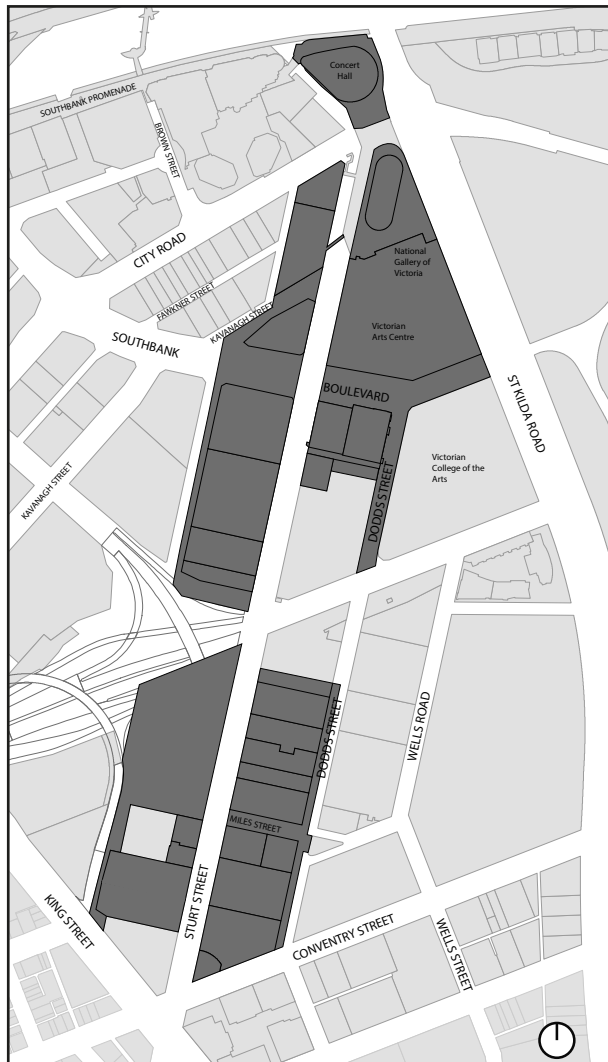 Concert
Hall
SOUTHBANK PROMENADE
BROWN STREET
CITY ROAD
National
Gallery of
Victoria
FAWKNER STREET
KAVANAGH STREET
SOUTHBANK
Victorian
Arts Centre
BOULEVARD
ST KILDA ROAD
Victorian
College of the
Arts
KAVANAGH STREET
DODDS STREET
DODDS STREET
WELLS ROAD
MILES STREET
STURT STREET
KING STREET
CONVENTRY STREET
WELLS STREET